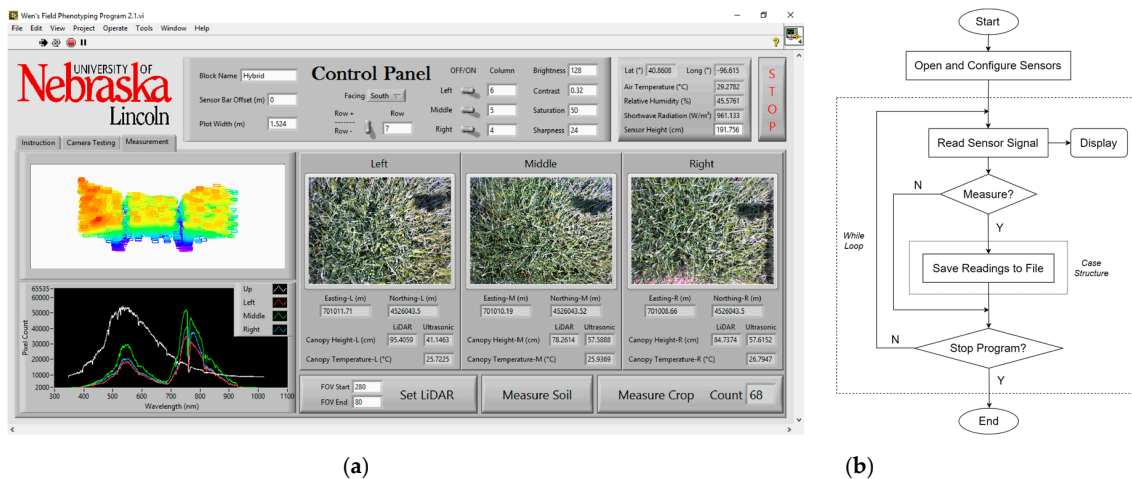 Wen's Field Phenotyping Program 2.1.vi
File Edit View Project Operate Tools Window Help
UNIVERSITY OF
Nebraska
Lincoln
Block Name Hybrid
Sensor Bar Offset (m) 0
Plot Width (m) 1.524
Control Panel
Facing South
Row +
Row -
Row
7
OFF/ON Column
Left 6
Middle 5
Right 4
Brightness 128
Contrast 0.32
Saturation 50
Sharpness 24
Lat (°) 40.8608 Long (°) -96.615
Air Temperature (°C) 29.2782
Relative Humidity (%) 45.5761
Shortwave Radiation (W/m²) 961.133
Sensor Height (cm) 191.756
STOP
Instruction Camera Testing Measurement
Left Middle Right
Easting-L (m) Northing-L (m)
701011.71 4526043.5
LiDAR Ultrasonic
Canopy Height-L (cm) 95.4059 41.1463
Canopy Temperature-L (°C) 25.7225
Easting-M (m) Northing-M (m)
701010.19 4526043.52
LiDAR Ultrasonic
Canopy Height-M (cm) 78.2614 57.5888
Canopy Temperature-M (°C) 25.9369
Easting-R (m) Northing-R (m)
701008.66 4526043.5
LiDAR Ultrasonic
Canopy Height-R (cm) 84.7374 57.6152
Canopy Temperature-R (°C) 26.7947
65535
60000
50000
40000
30000
20000
10000
2000
Pixel Count
300 400 500 600 700 800 900 1000 1100
Wavelength (nm)
Up
Left
Middle
Right
FOV Start 280
FOV End 80
Set LiDAR
Measure Soil
Measure Crop Count 68
(a)
Start
Open and Configure Sensors
Read Sensor Signal
Display
Measure?
N
Y
While
Loop
Save Readings to File
Case
Structure
N
Stop Program?
Y
End
(b)